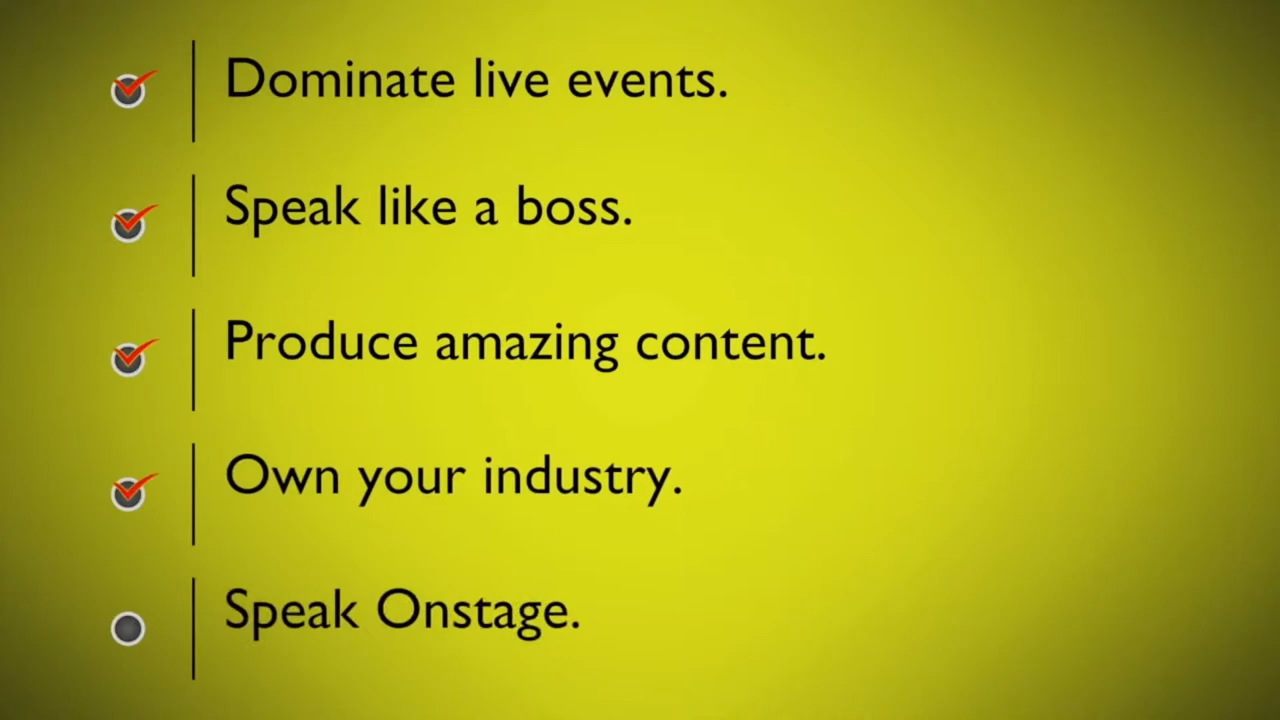 Dominate live events.
Speak like a boss.
Produce amazing content.
Own your industry.
Speak Onstage.